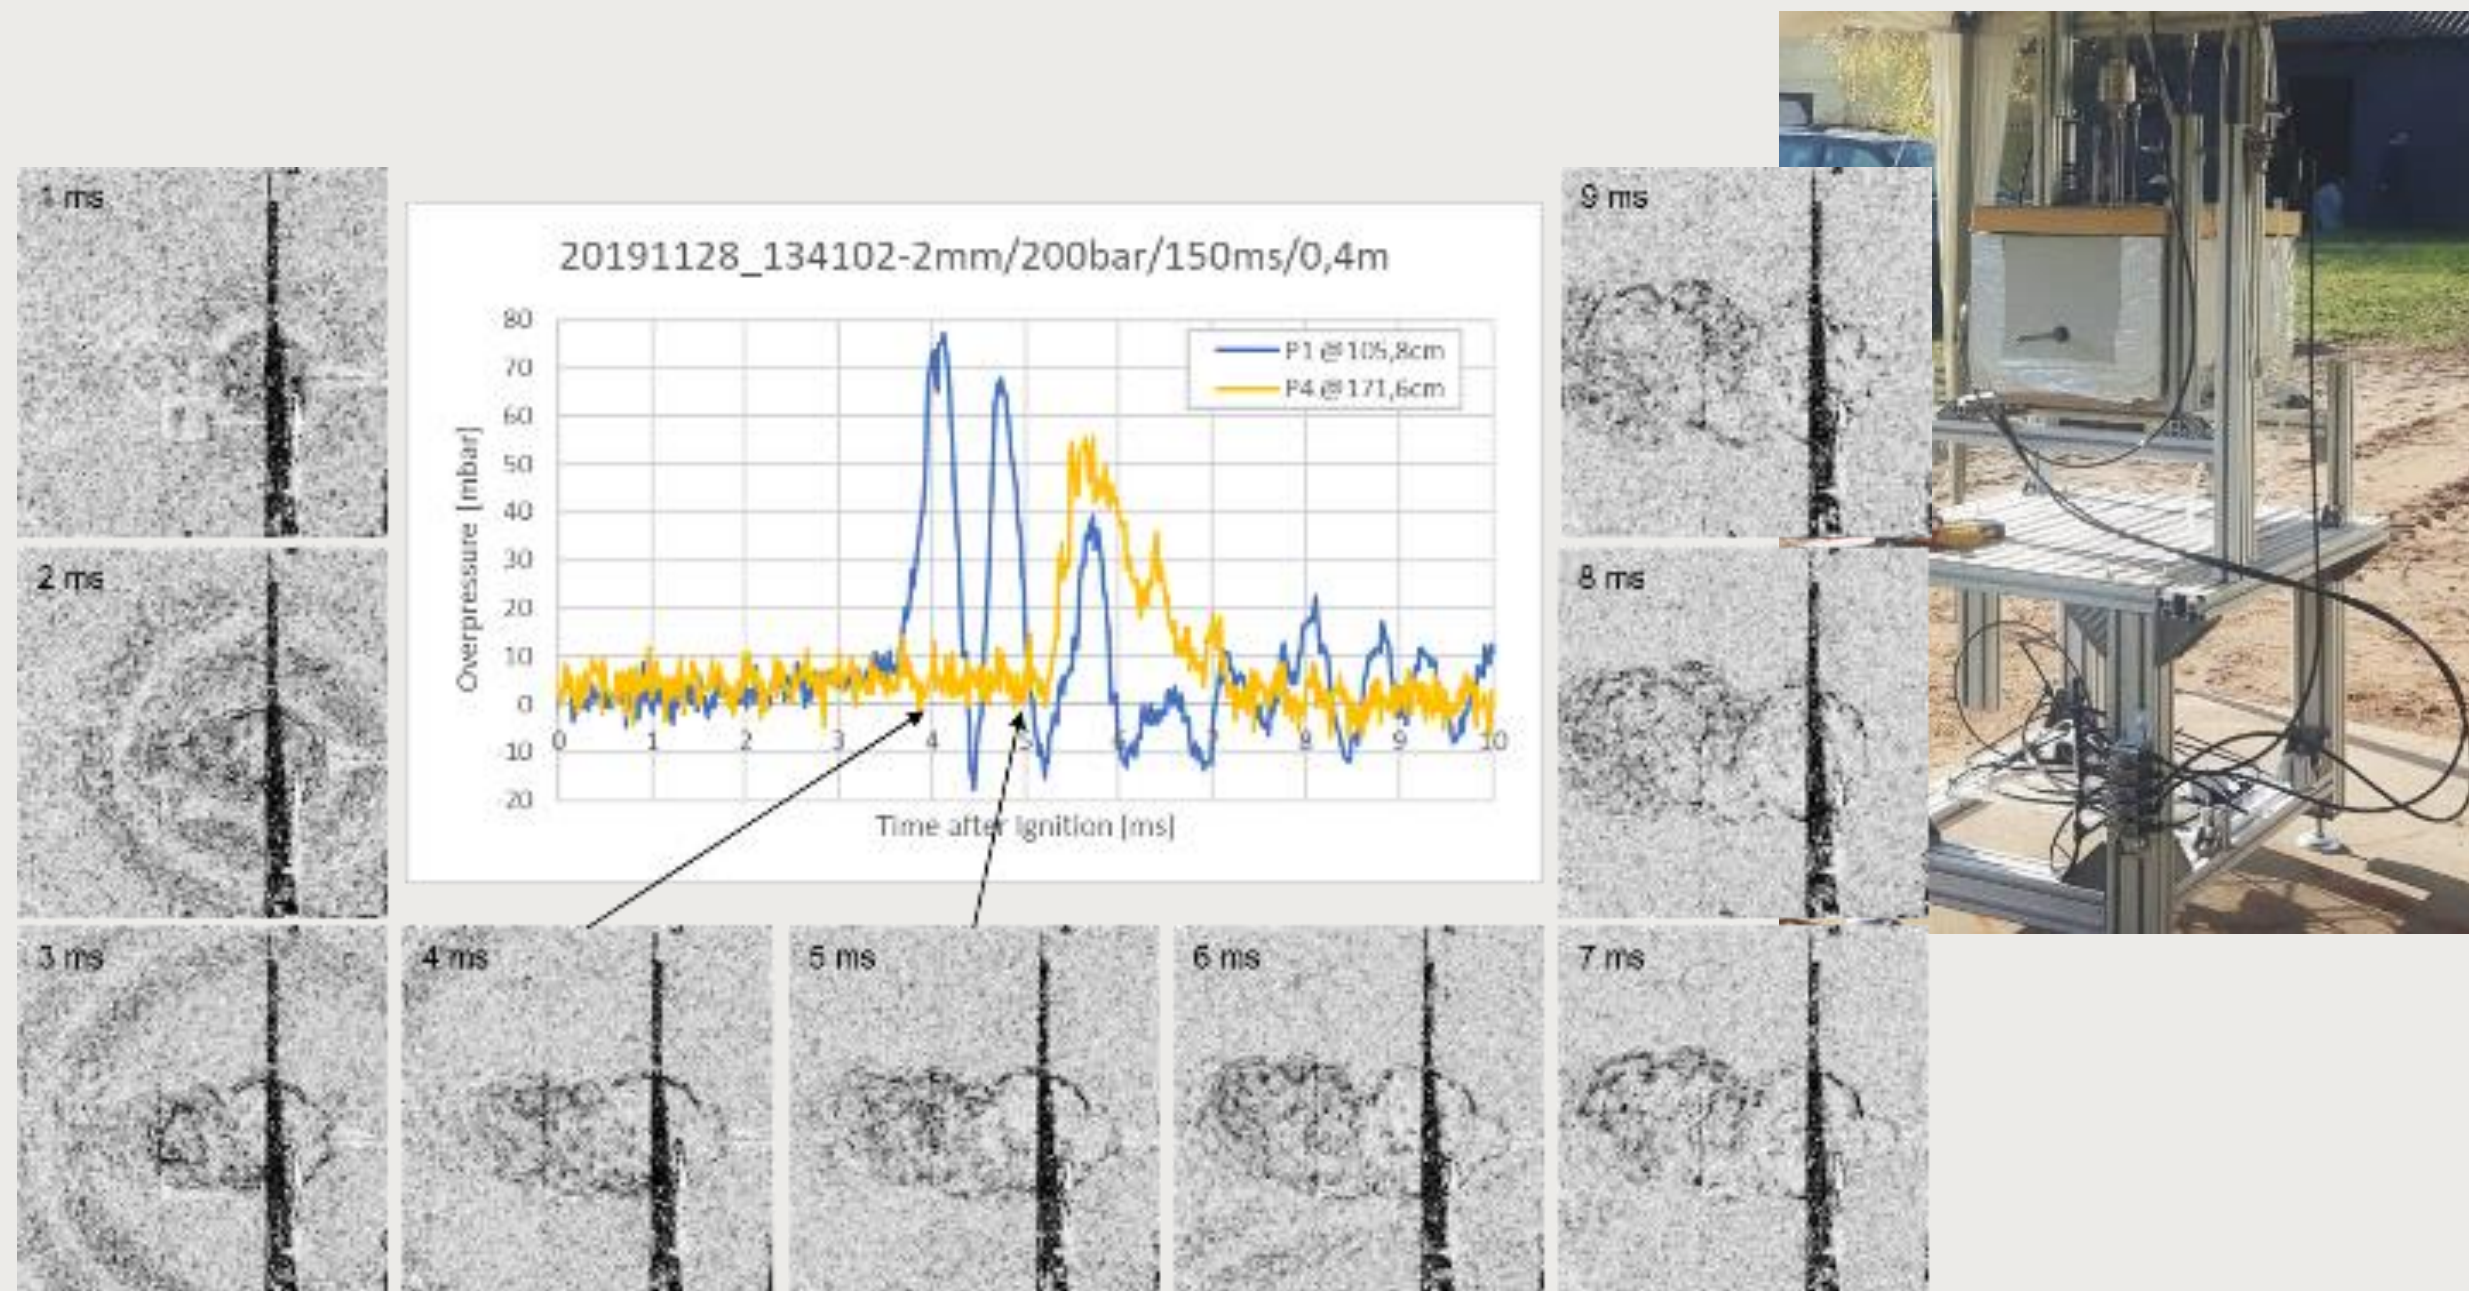 1 ms
2 ms
3 ms
4 ms
5 ms
6 ms
7 ms
8 ms
9 ms
20191128_134102-2mm/200bar/150ms/0,4m
P1 @105,8cm
P4 @171,6cm
Overpressure [mbar]
80
70
60
50
40
30
20
10
0
-10
-20
0 1 2 3 4 5 6 7 8 9 10
Time after Ignition [ms]